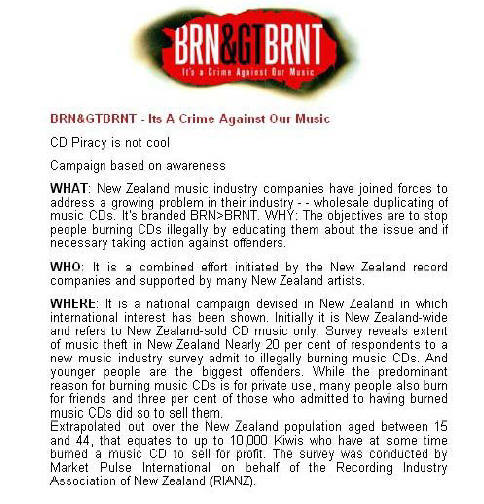 BRN&GTBRNT
It's a Crime Against Our Music
BRN&GTBRNT - Its A Crime Against Our Music
CD Piracy is not cool
Campaign based on awareness
WHAT: New Zealand music industry companies have joined forces to
address a growing problem in their industry - - wholesale duplicating of
music CDs. It's branded BRN>BRNT. WHY: The objectives are to stop
people burning CDs illegally by educating them about the issue and if
necessary taking action against offenders.
WHO: It is a combined effort initiated by the New Zealand record
companies and supported by many New Zealand artists.
WHERE: It is a national campaign devised in New Zealand in which
international interest has been shown. Initially it is New Zealand-wide
and refers to New Zealand-sold CD music only. Survey reveals extent
of music theft in New Zealand Nearly 20 per cent of respondents to a
new music industry survey admit to illegally burning music CDs. And
younger people are the biggest offenders. While the predominant
reason for burning music CDs is for private use, many people also burn
for friends and three per cent of those who admitted to having burned
music CDs did so to sell them.
Extrapolated out over the New Zealand population aged between 15
and 44, that equates to up to 10,000 Kiwis who have at some time
burned a music CD to sell for profit. The survey was conducted by
Market Pulse International on behalf of the Recording Industry
Association of New Zealand (RIANZ).